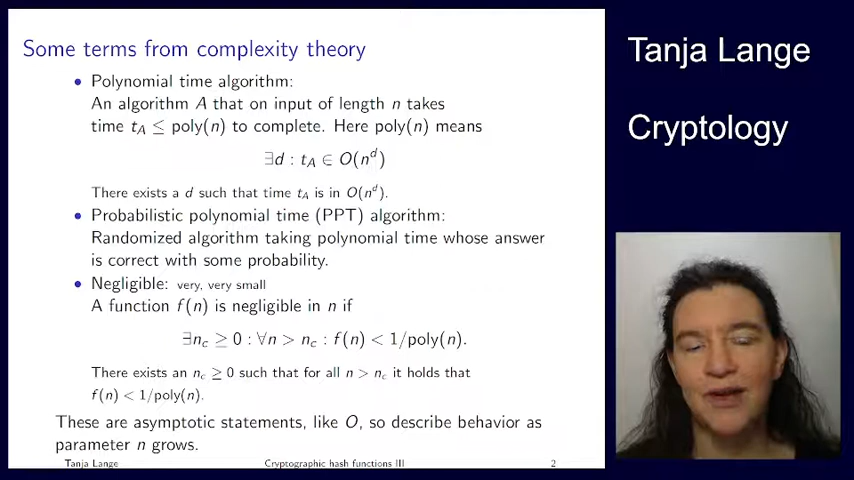 Some terms from complexity theory
• Polynomial time algorithm:
An algorithm A that on input of length n takes
time t_A ≤ poly(n) to complete. Here poly(n) means
∃d : t_A ∈ O(n^d)
There exists a d such that time t_A is in O(n^d).
• Probabilistic polynomial time (PPT) algorithm:
Randomized algorithm taking polynomial time whose answer
is correct with some probability.
• Negligible: very, very small
A function f(n) is negligible in n if
∃n_c ≥ 0 : ∀n > n_c : f(n) < 1/poly(n).
There exists an n_c ≥ 0 such that for all n > n_c it holds that
f(n) < 1/poly(n).
These are asymptotic statements, like O, so describe behavior as
parameter n grows.
Tanja Lange Cryptographic hash functions III 2
Tanja Lange
Cryptology